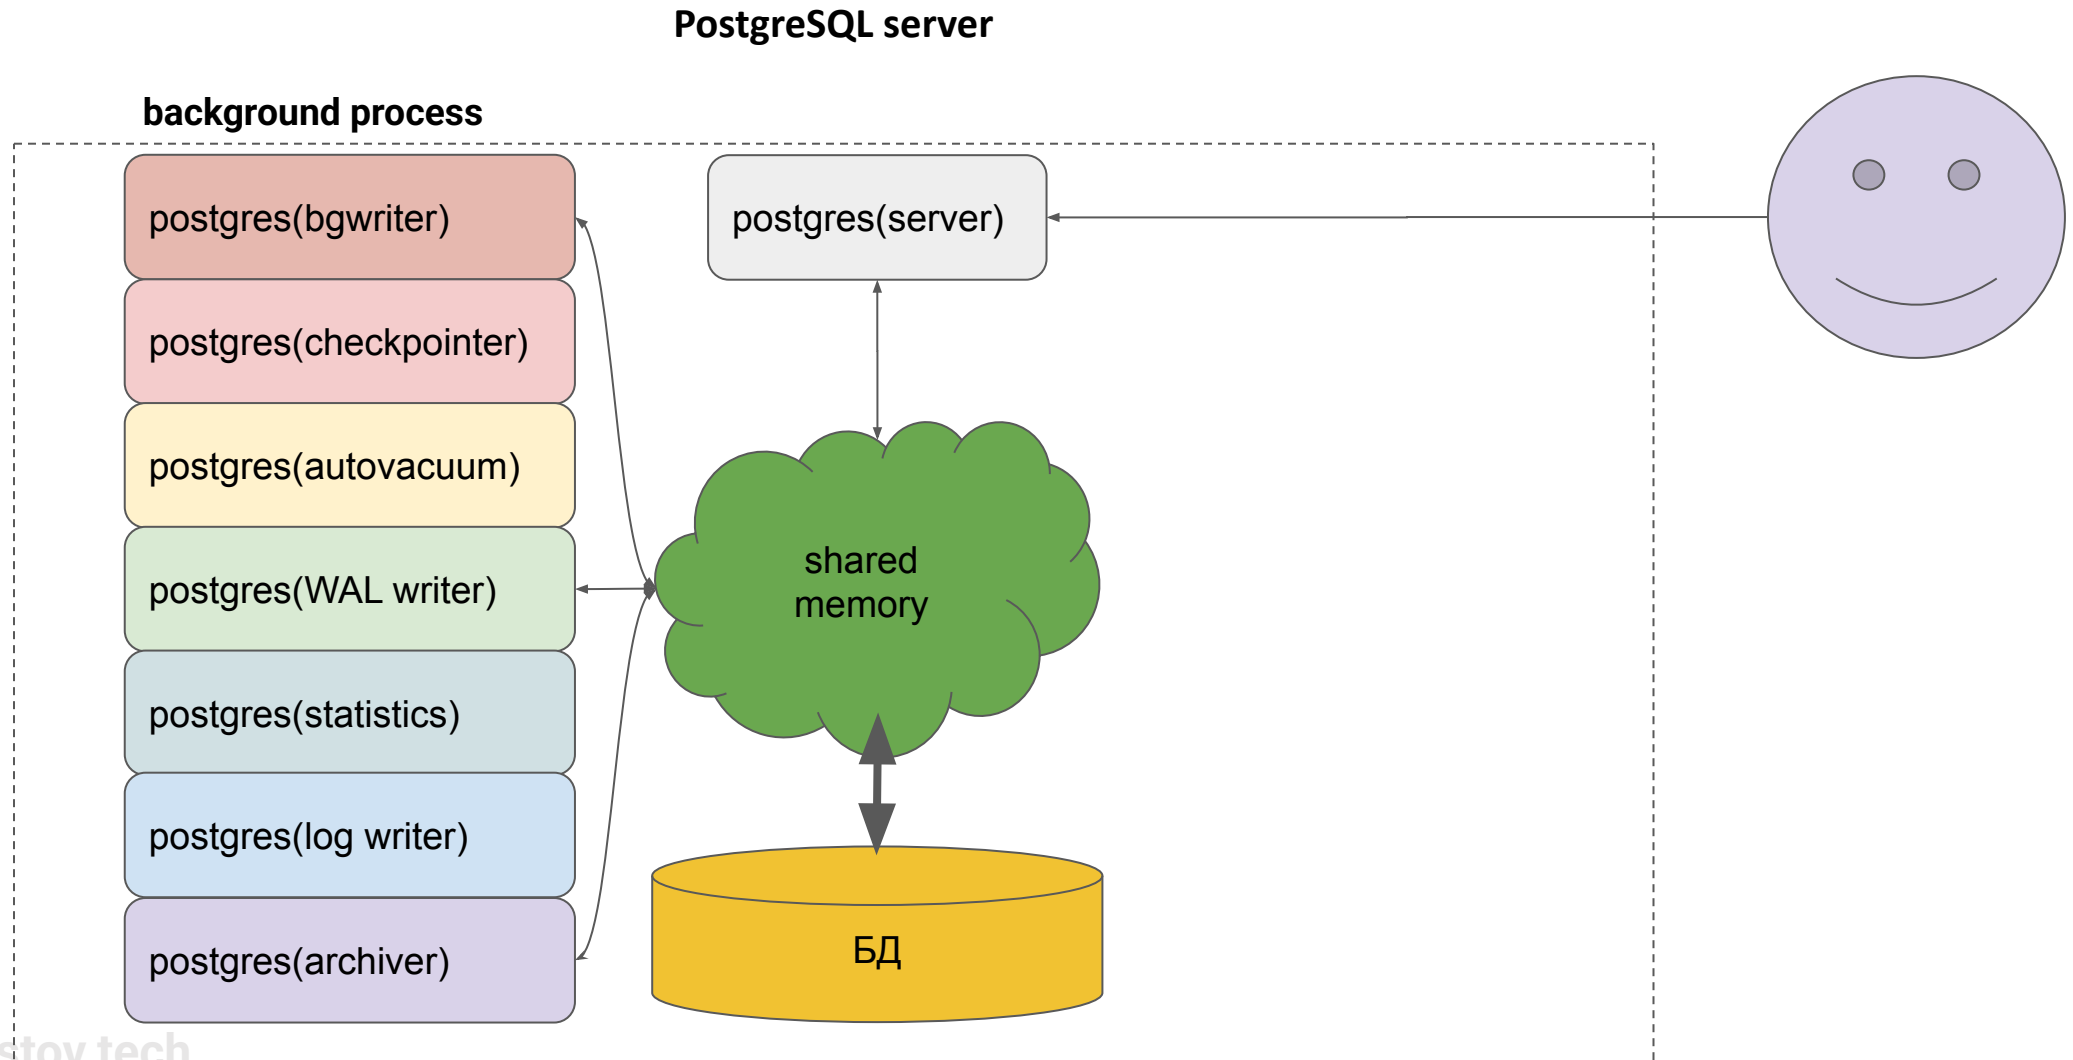 PostgreSQL server
background process
postgres(bgwriter)
postgres(server)
postgres(checkpointer)
postgres(autovacuum)
postgres(WAL writer)
shared
memory
postgres(statistics)
postgres(log writer)
postgres(archiver)
БД
tech